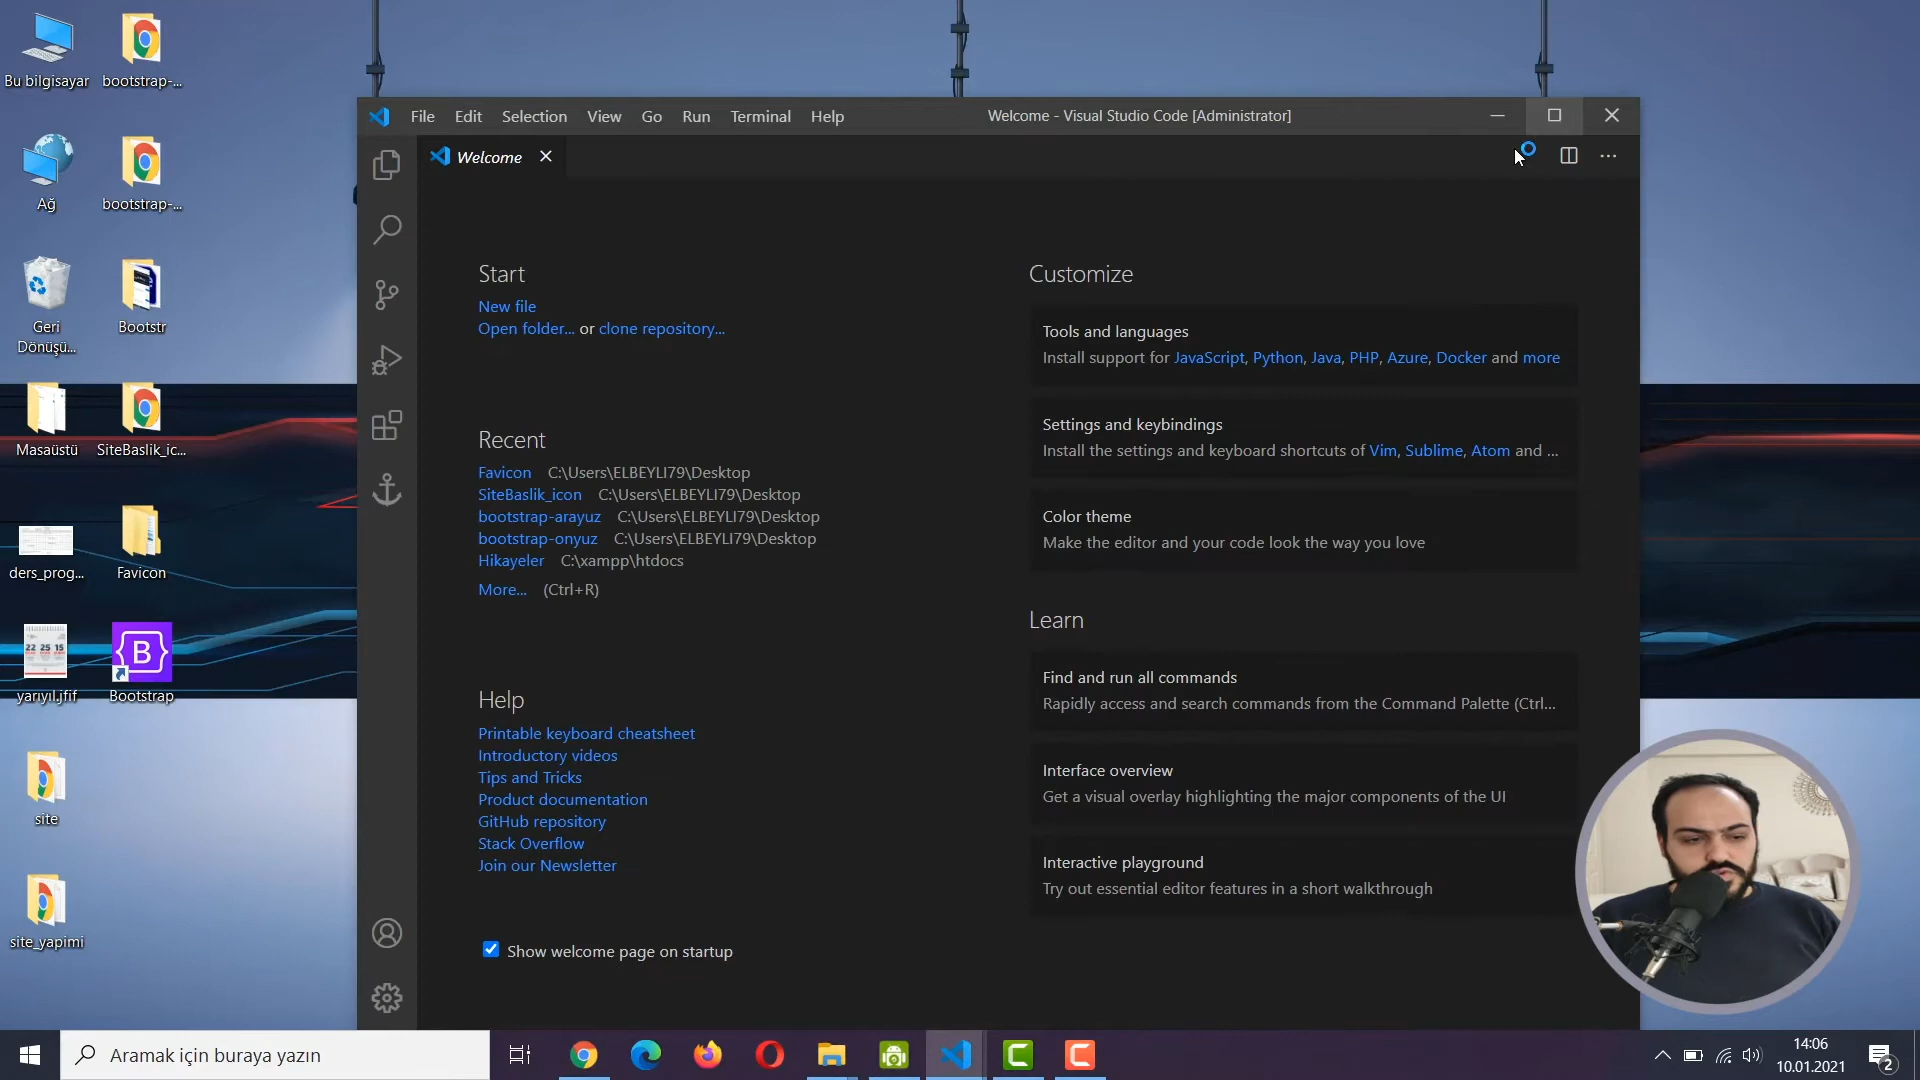 Bu bilgisayar
bootstrap-...
Ağ
bootstrap-...
Geri
Dönüşü...
Bootstr
Masaüstü
SiteBaslik_ic...
ders_prog...
Favicon
yarıyıl.jfif
Bootstrap
site
site_yapimi
File Edit Selection View Go Run Terminal Help
Welcome - Visual Studio Code [Administrator]
Welcome
Start
New file
Open folder... or clone repository...
Recent
Favicon C:\Users\ELBEYLI79\Desktop
SiteBaslik_icon C:\Users\ELBEYLI79\Desktop
bootstrap-arayuz C:\Users\ELBEYLI79\Desktop
bootstrap-onyuz C:\Users\ELBEYLI79\Desktop
Hikayeler C:\xampp\htdocs
More... (Ctrl+R)
Help
Printable keyboard cheatsheet
Introductory videos
Tips and Tricks
Product documentation
GitHub repository
Stack Overflow
Join our Newsletter
Show welcome page on startup
Customize
Tools and languages
Install support for JavaScript, Python, Java, PHP, Azure, Docker and more
Settings and keybindings
Install the settings and keyboard shortcuts of Vim, Sublime, Atom and ...
Color theme
Make the editor and your code look the way you love
Learn
Find and run all commands
Rapidly access and search commands from the Command Palette (Ctrl...
Interface overview
Get a visual overlay highlighting the major components of the UI
Interactive playground
Try out essential editor features in a short walkthrough
Aramak için buraya yazın
14:06
10.01.2021
2